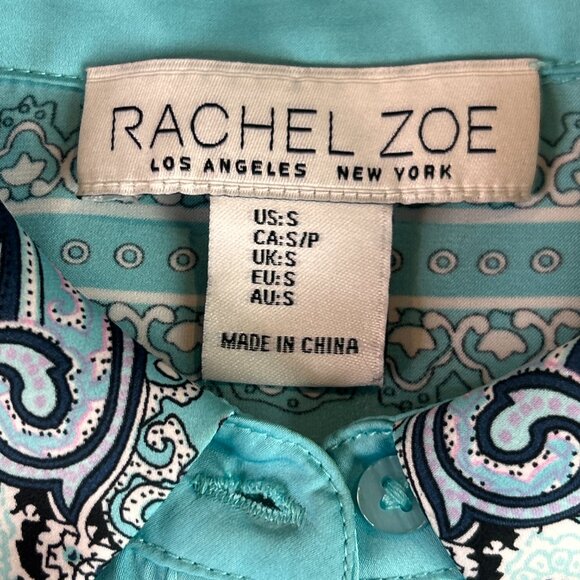 RACHEL ZOE
LOS ANGELES NEW YORK
US:S
CA:S/P
UK:S
EU:S
AU:S
MADE IN CHINA